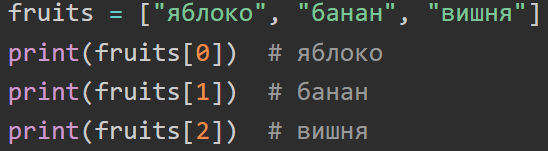 fruits = ["яблоко", "банан", "вишня"]
print(fruits[0])  # яблоко
print(fruits[1])  # банан
print(fruits[2])  # вишня